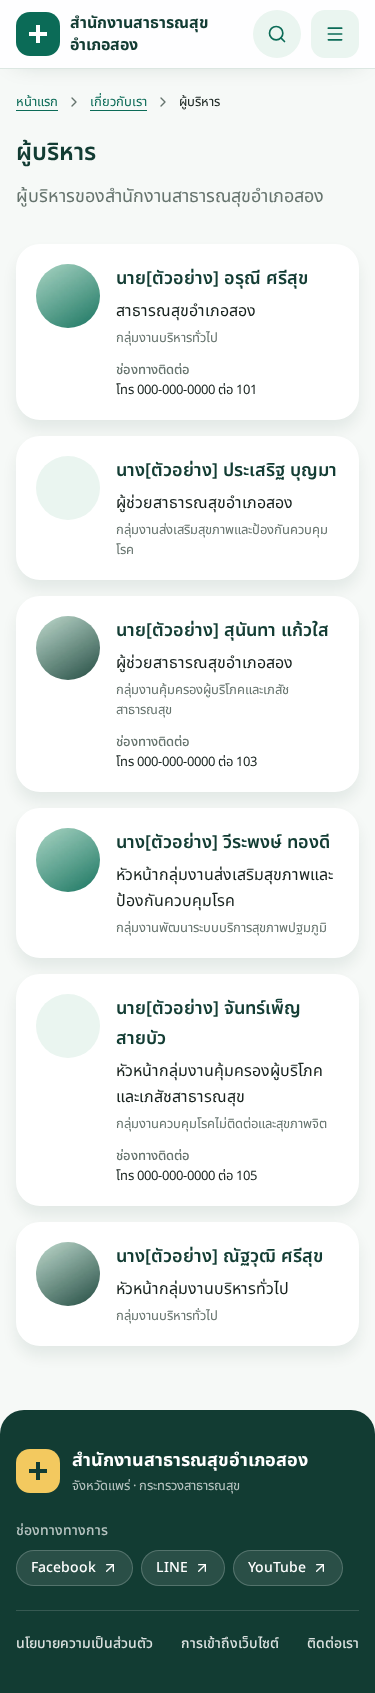 สำนักงานสาธารณสุข
อำเภอสอง
หน้าแรก > เกี่ยวกับเรา > ผู้บริหาร
ผู้บริหาร
ผู้บริหารของสำนักงานสาธารณสุขอำเภอสอง
นาย[ตัวอย่าง] อรุณี ศรีสุข
สาธารณสุขอำเภอสอง
กลุ่มงานบริหารทั่วไป
ช่องทางติดต่อ
โทร 000-000-0000 ต่อ 101
นาง[ตัวอย่าง] ประเสริฐ บุญมา
ผู้ช่วยสาธารณสุขอำเภอสอง
กลุ่มงานส่งเสริมสุขภาพและป้องกันควบคุม
โรค
นาย[ตัวอย่าง] สุนันทา แก้วใส
ผู้ช่วยสาธารณสุขอำเภอสอง
กลุ่มงานคุ้มครองผู้บริโภคและเภสัช
สาธารณสุข
ช่องทางติดต่อ
โทร 000-000-0000 ต่อ 103
นาง[ตัวอย่าง] วีระพงษ์ ทองดี
หัวหน้ากลุ่มงานส่งเสริมสุขภาพและ
ป้องกันควบคุมโรค
กลุ่มงานพัฒนาระบบบริการสุขภาพปฐมภูมิ
นาย[ตัวอย่าง] จันทร์เพ็ญ
สายบัว
หัวหน้ากลุ่มงานคุ้มครองผู้บริโภค
และเภสัชสาธารณสุข
กลุ่มงานควบคุมโรคไม่ติดต่อและสุขภาพจิต
ช่องทางติดต่อ
โทร 000-000-0000 ต่อ 105
นาง[ตัวอย่าง] ณัฐวุฒิ ศรีสุข
หัวหน้ากลุ่มงานบริหารทั่วไป
กลุ่มงานบริหารทั่วไป
สำนักงานสาธารณสุขอำเภอสอง
จังหวัดแพร่ · กระทรวงสาธารณสุข
ช่องทางทางการ
Facebook LINE YouTube
นโยบายความเป็นส่วนตัว การเข้าถึงเว็บไซต์ ติดต่อเรา